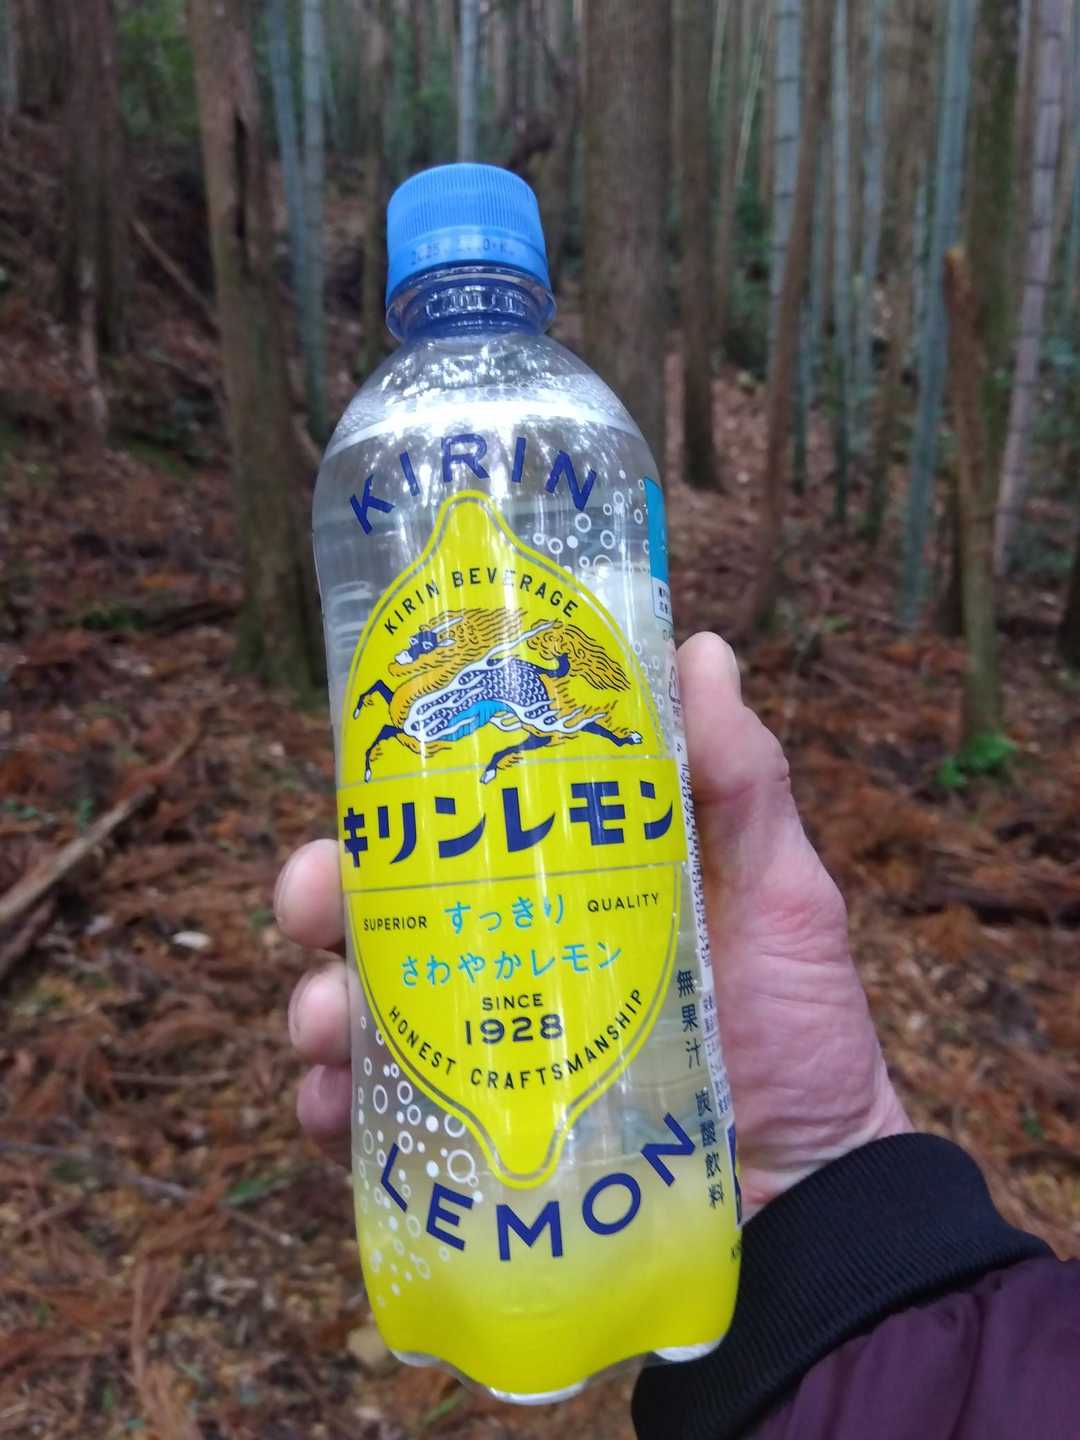 KIRIN
KIRIN BEVERAGE
キリンレモン
SUPERIOR すっきり QUALITY
さわやかレモン
SINCE
1928
HONEST CRAFTSMANSHIP
LEMON
無果汁 炭酸飲料